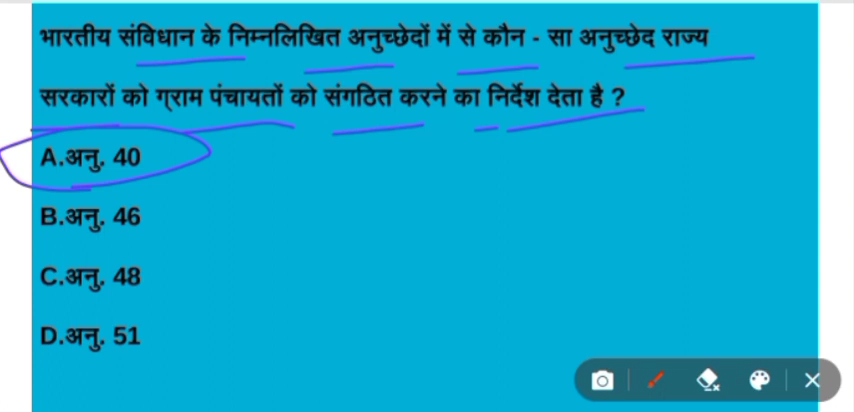 भारतीय संविधान के निम्नलिखित अनुच्छेदों में से कौन - सा अनुच्छेद राज्य
सरकारों को ग्राम पंचायतों को संगठित करने का निर्देश देता है ?
A.अनु. 40
B.अनु. 46
C.अनु. 48
D.अनु. 51